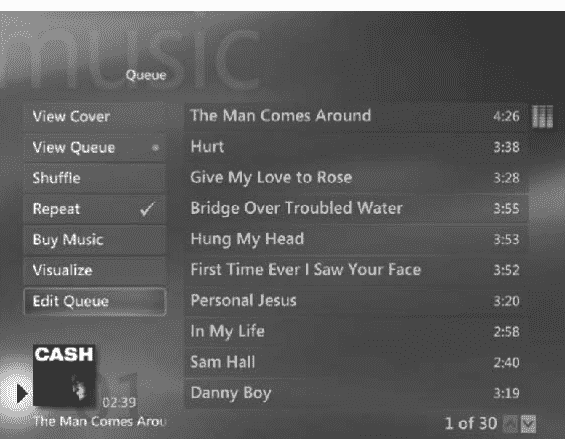 music
Queue
View Cover
View Queue
Shuffle
Repeat
Buy Music
Visualize
Edit Queue
The Man Comes Around 4:26
Hurt 3:38
Give My Love to Rose 3:28
Bridge Over Troubled Water 3:55
Hung My Head 3:53
First Time Ever I Saw Your Face 3:52
Personal Jesus 3:20
In My Life 2:58
Sam Hall 2:40
Danny Boy 3:19
CASH
01
02:39
The Man Comes Arou
1 of 30